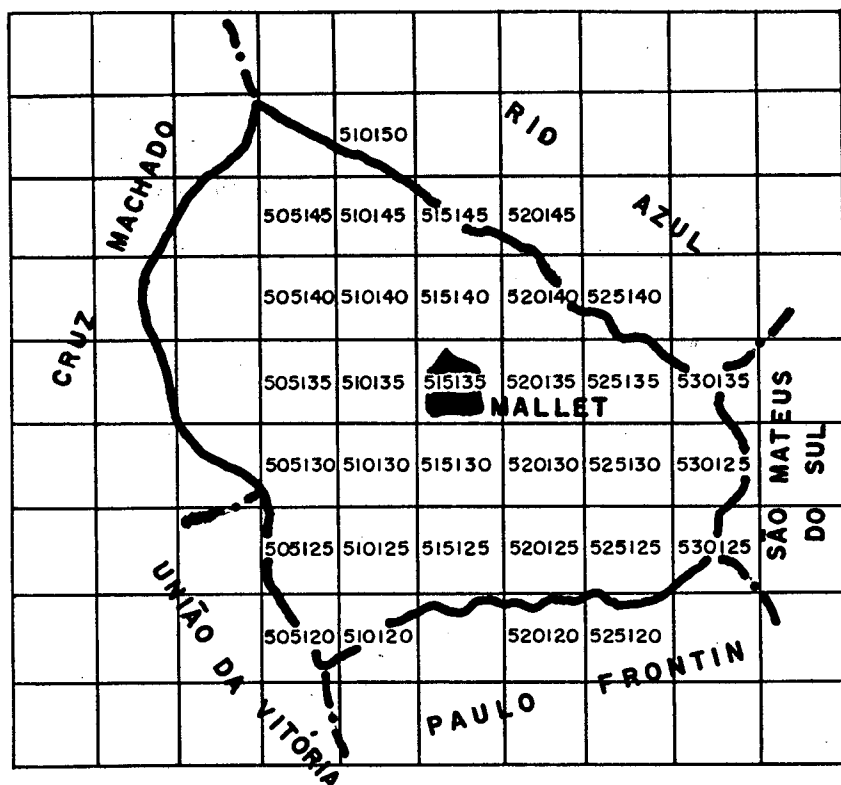 RIO
AZUL
CRUZ MACHADO
510150
505145 510145 515145 520145
505140 510140 515140 520140 525140
505135 510135 515135 520135 525135 530135
MALLET
505130 510130 515130 520130 525130 530125
505125 510125 515125 520125 525125 530125
505120 510120 520120 525120
SÃO MATEUS
DO SUL
UNIÃO DA VITÓRIA
PAULO FRONTIN